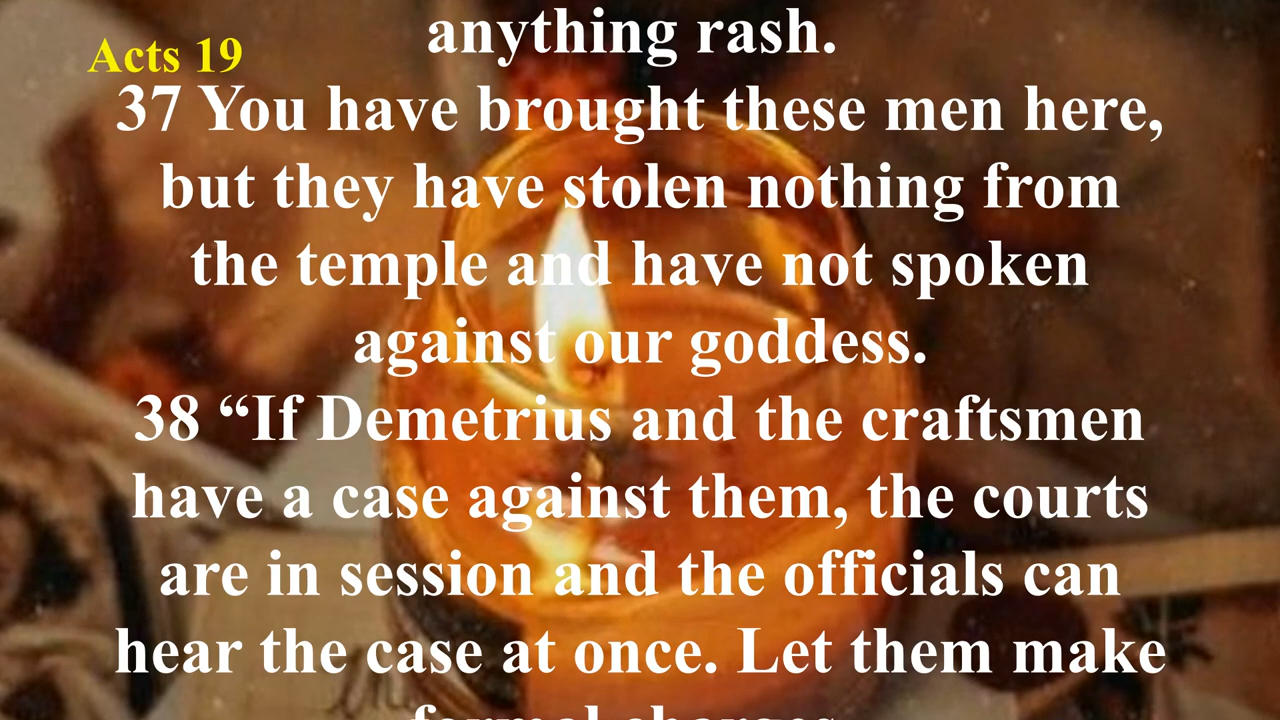 anything rash.
Acts 19
37 You have brought these men here,
but they have stolen nothing from
the temple and have not spoken
against our goddess.
38 “If Demetrius and the craftsmen
have a case against them, the courts
are in session and the officials can
hear the case at once. Let them make
formal charges.